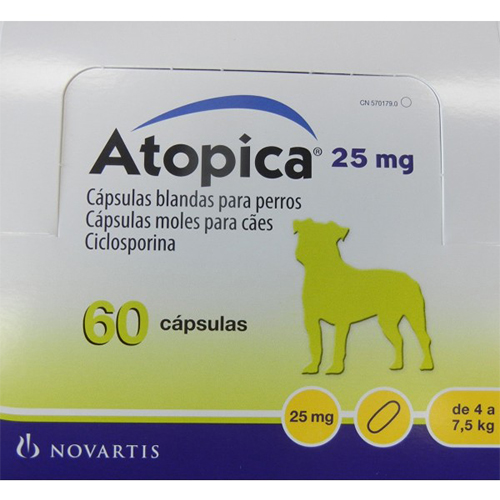 CN 570179.0
Atopica® 25 mg
Cápsulas blandas para perros
Cápsulas moles para cães
Ciclosporina
60 cápsulas
25 mg
de 4 a
7,5 kg
NOVARTIS